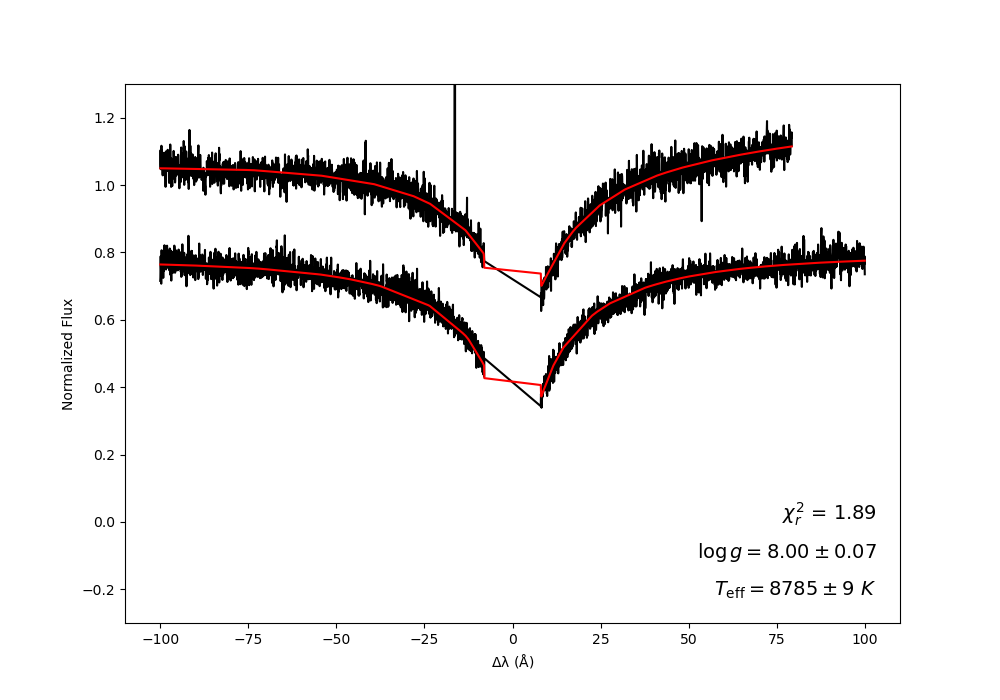 1.2
1.0
0.8
0.6
0.4
0.2
0.0
−0.2
Normalized Flux
χ²ᵣ = 1.89
log g = 8.00 ± 0.07
T_eff = 8785 ± 9 K
−100 −75 −50 −25 0 25 50 75 100
Δλ (Å)